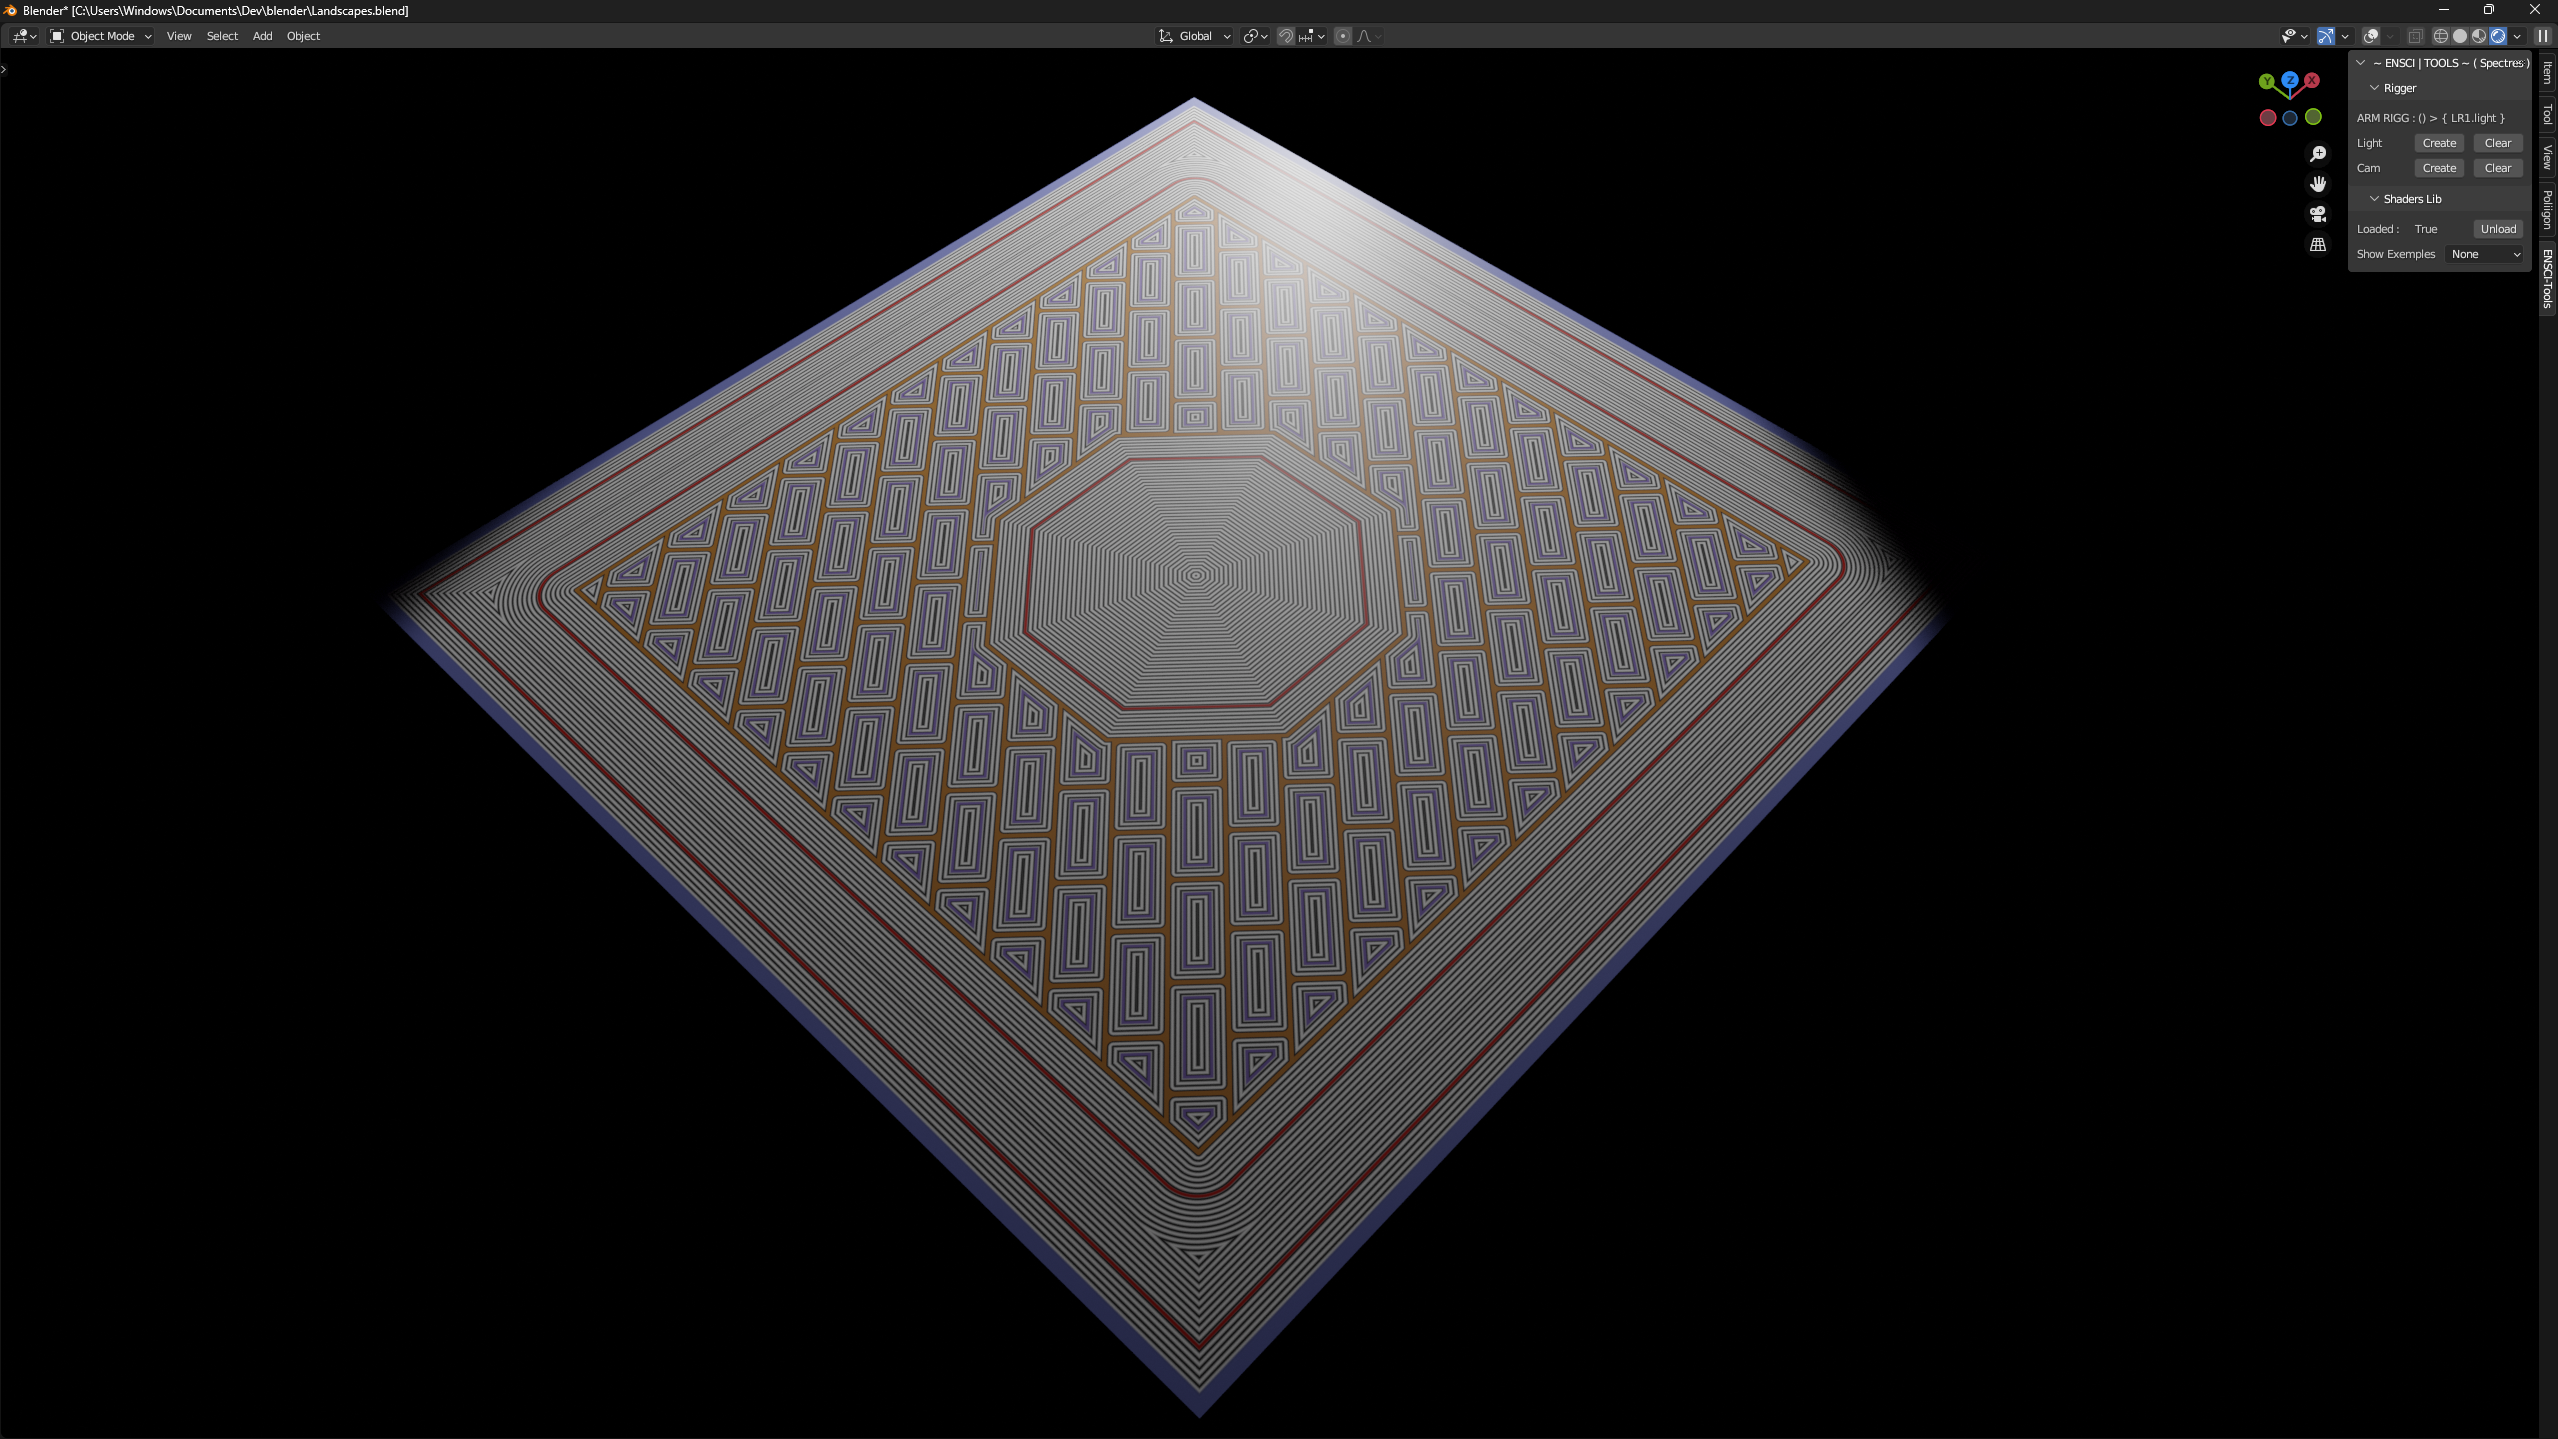 Blender* [C:\Users\Windows\Documents\Dev\blender\Landscapes.blend]
Object Mode View Select Add Object Global
~ ENSCI | TOOLS ~ ( Spectres )
Rigger
ARM RIGG : () > { LR1.light }
Light Create Clear
Cam Create Clear
Shaders Lib
Loaded : True Unload
Show Exemples None
Item
Tool
View
Poliigon
ENSCI-Tools
Y Z X